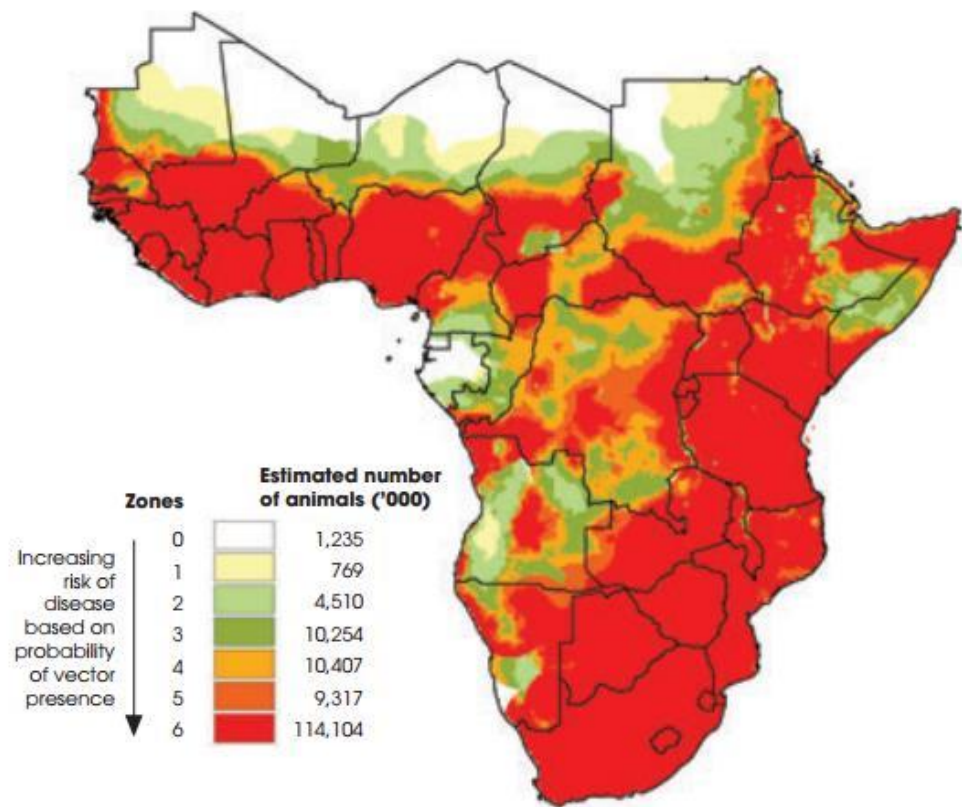 Estimated number
Zones of animals ('000)
0 1,235
1 769
2 4,510
3 10,254
4 10,407
5 9,317
6 114,104
Increasing
risk of
disease
based on
probability
of vector
presence